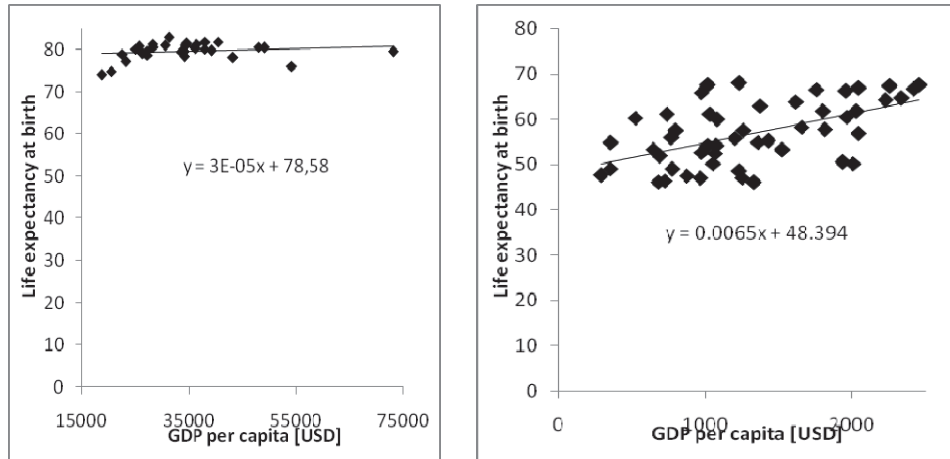 Life expectancy at birth
80
70
60
50
40
30
20
10
0
y = 3E-05x + 78,58
15000 35000 55000 75000
GDP per capita [USD]
Life expectancy at birth
80
70
60
50
40
30
20
10
0
y = 0.0065x + 48.394
0 1000 2000
GDP per capita [USD]